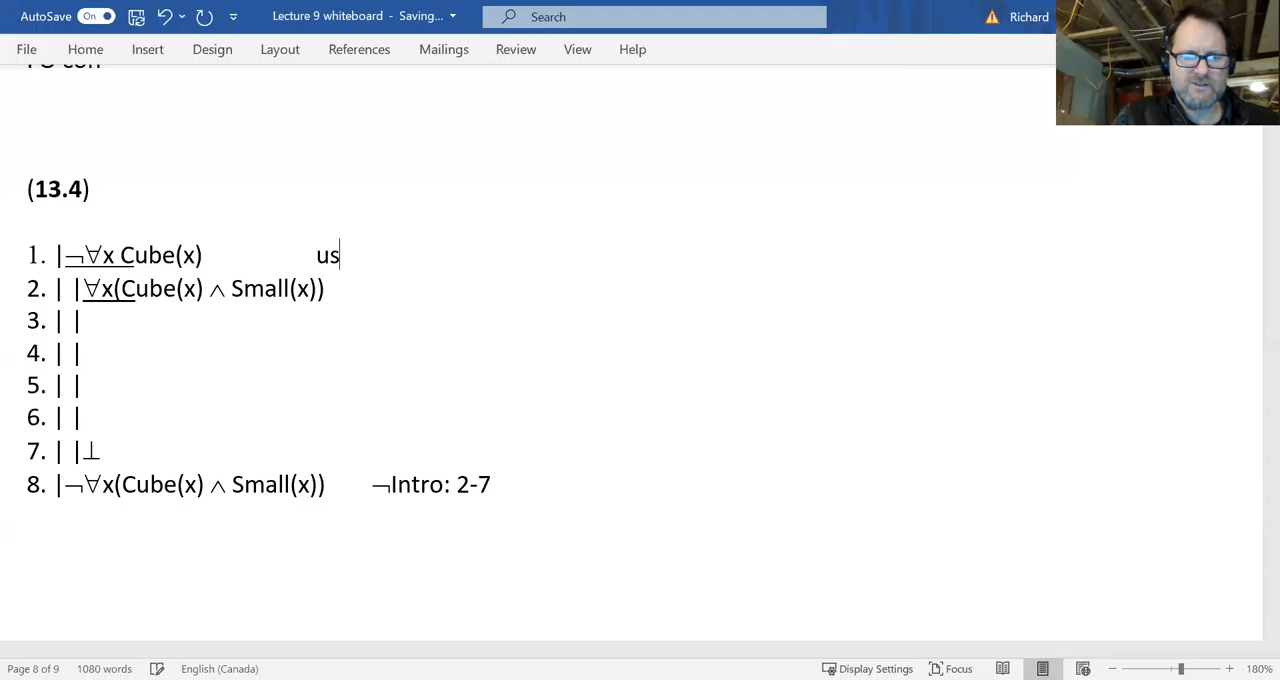 AutoSave On Lecture 9 whiteboard - Saving... Search Richard
File Home Insert Design Layout References Mailings Review View Help
(13.4)
1. |¬∀x Cube(x) us
2. | |∀x(Cube(x) ∧ Small(x))
3. | |
4. | |
5. | |
6. | |
7. | |⊥
8. |¬∀x(Cube(x) ∧ Small(x)) ¬Intro: 2-7
Page 8 of 9 1080 words English (Canada) Display Settings Focus 180%